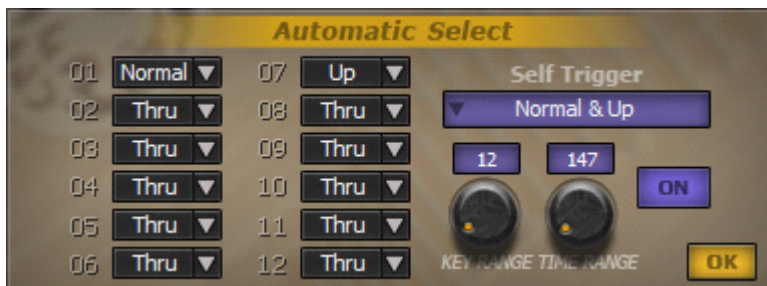 Automatic Select
01 Normal 07 Up Self Trigger
02 Thru 08 Thru Normal & Up
03 Thru 09 Thru 12 147
04 Thru 10 Thru ON
05 Thru 11 Thru
06 Thru 12 Thru KEY RANGE TIME RANGE OK